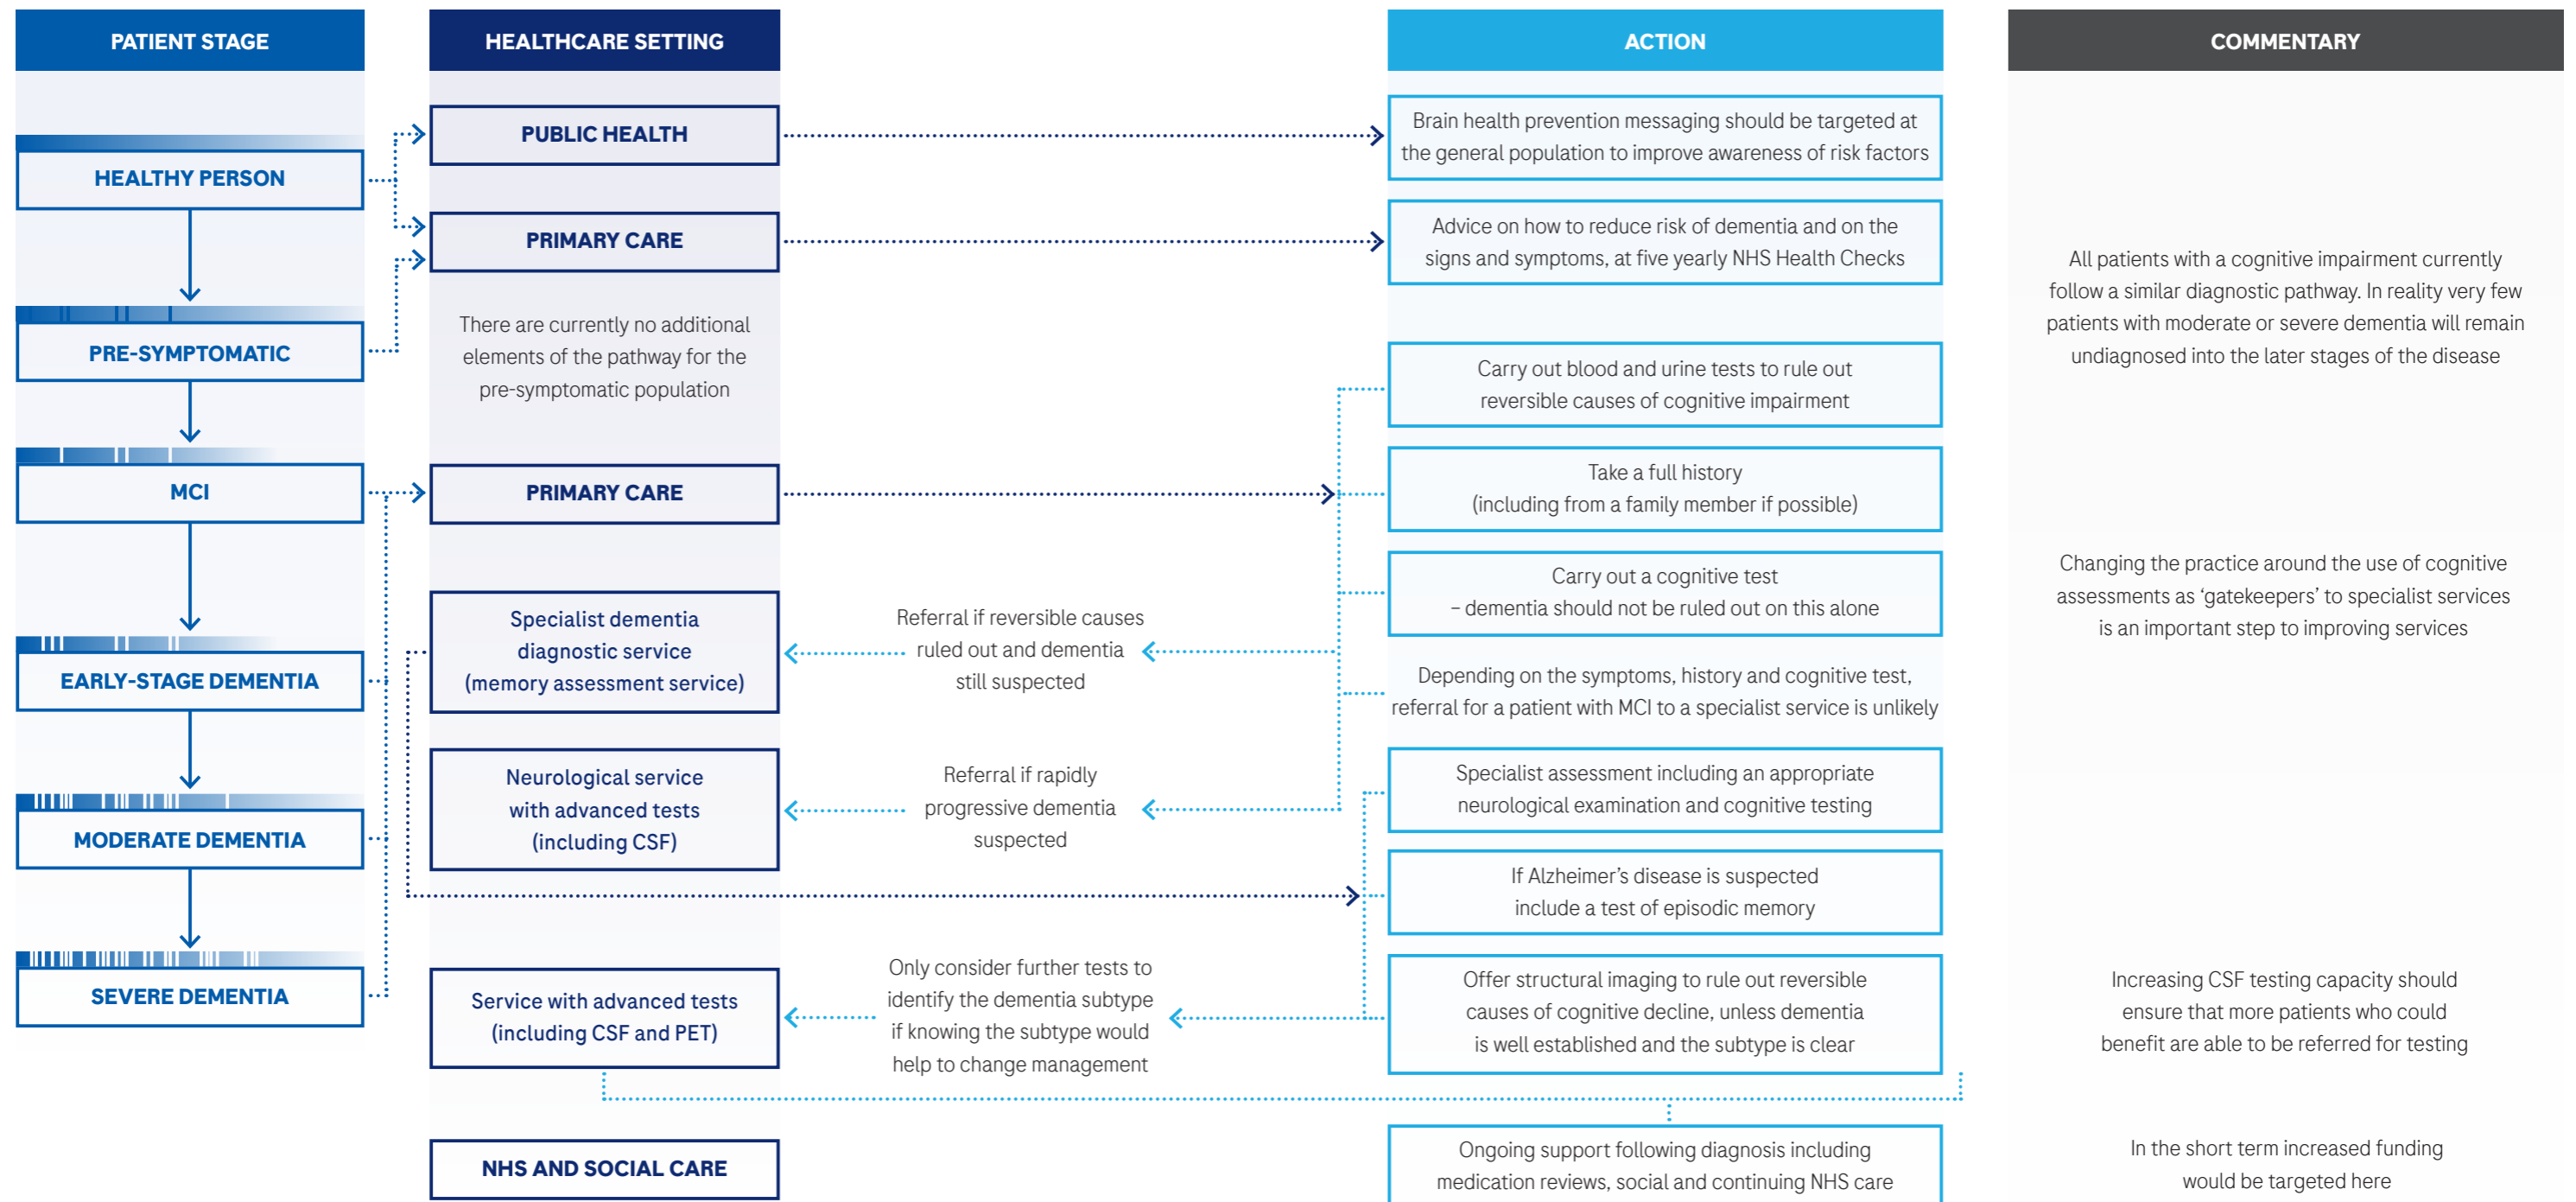 PATIENT STAGE
HEALTHY PERSON
PRE-SYMPTOMATIC
MCI
EARLY-STAGE DEMENTIA
MODERATE DEMENTIA
SEVERE DEMENTIA
HEALTHCARE SETTING
PUBLIC HEALTH
PRIMARY CARE
There are currently no additional
elements of the pathway for the
pre-symptomatic population
PRIMARY CARE
Specialist dementia
diagnostic service
(memory assessment service)
Neurological service
with advanced tests
(including CSF)
Service with advanced tests
(including CSF and PET)
NHS AND SOCIAL CARE
Referral if reversible causes
ruled out and dementia
still suspected
Referral if rapidly
progressive dementia
suspected
Only consider further tests to
identify the dementia subtype
if knowing the subtype would
help to change management
ACTION
Brain health prevention messaging should be targeted at
the general population to improve awareness of risk factors
Advice on how to reduce risk of dementia and on the
signs and symptoms, at five yearly NHS Health Checks
Carry out blood and urine tests to rule out
reversible causes of cognitive impairment
Take a full history
(including from a family member if possible)
Carry out a cognitive test
– dementia should not be ruled out on this alone
Depending on the symptoms, history and cognitive test,
referral for a patient with MCI to a specialist service is unlikely
Specialist assessment including an appropriate
neurological examination and cognitive testing
If Alzheimer’s disease is suspected
include a test of episodic memory
Offer structural imaging to rule out reversible
causes of cognitive decline, unless dementia
is well established and the subtype is clear
Ongoing support following diagnosis including
medication reviews, social and continuing NHS care
COMMENTARY
All patients with a cognitive impairment currently
follow a similar diagnostic pathway. In reality very few
patients with moderate or severe dementia will remain
undiagnosed into the later stages of the disease
Changing the practice around the use of cognitive
assessments as ‘gatekeepers’ to specialist services
is an important step to improving services
Increasing CSF testing capacity should
ensure that more patients who could
benefit are able to be referred for testing
In the short term increased funding
would be targeted here